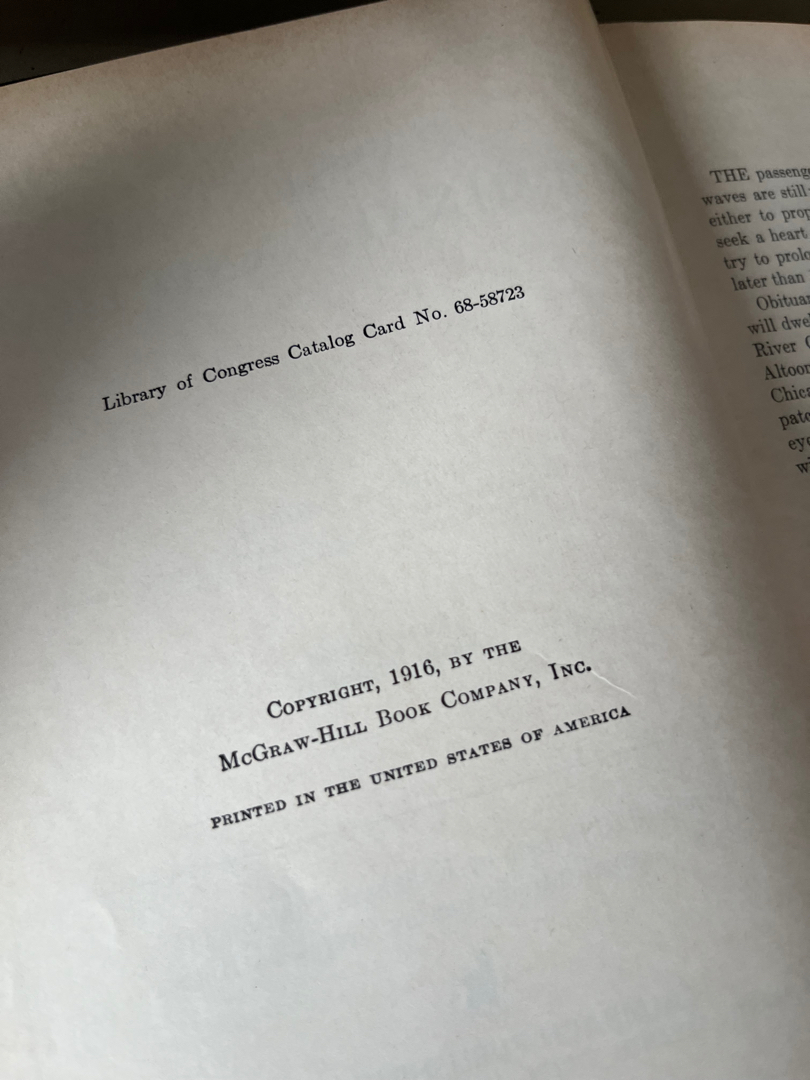 Library of Congress Catalog Card No. 68-58723
COPYRIGHT, 1916, BY THE
MCGRAW-HILL BOOK COMPANY, INC.
PRINTED IN THE UNITED STATES OF AMERICA
THE
waves are still
either to
seek a heart
try to
later than
will
River